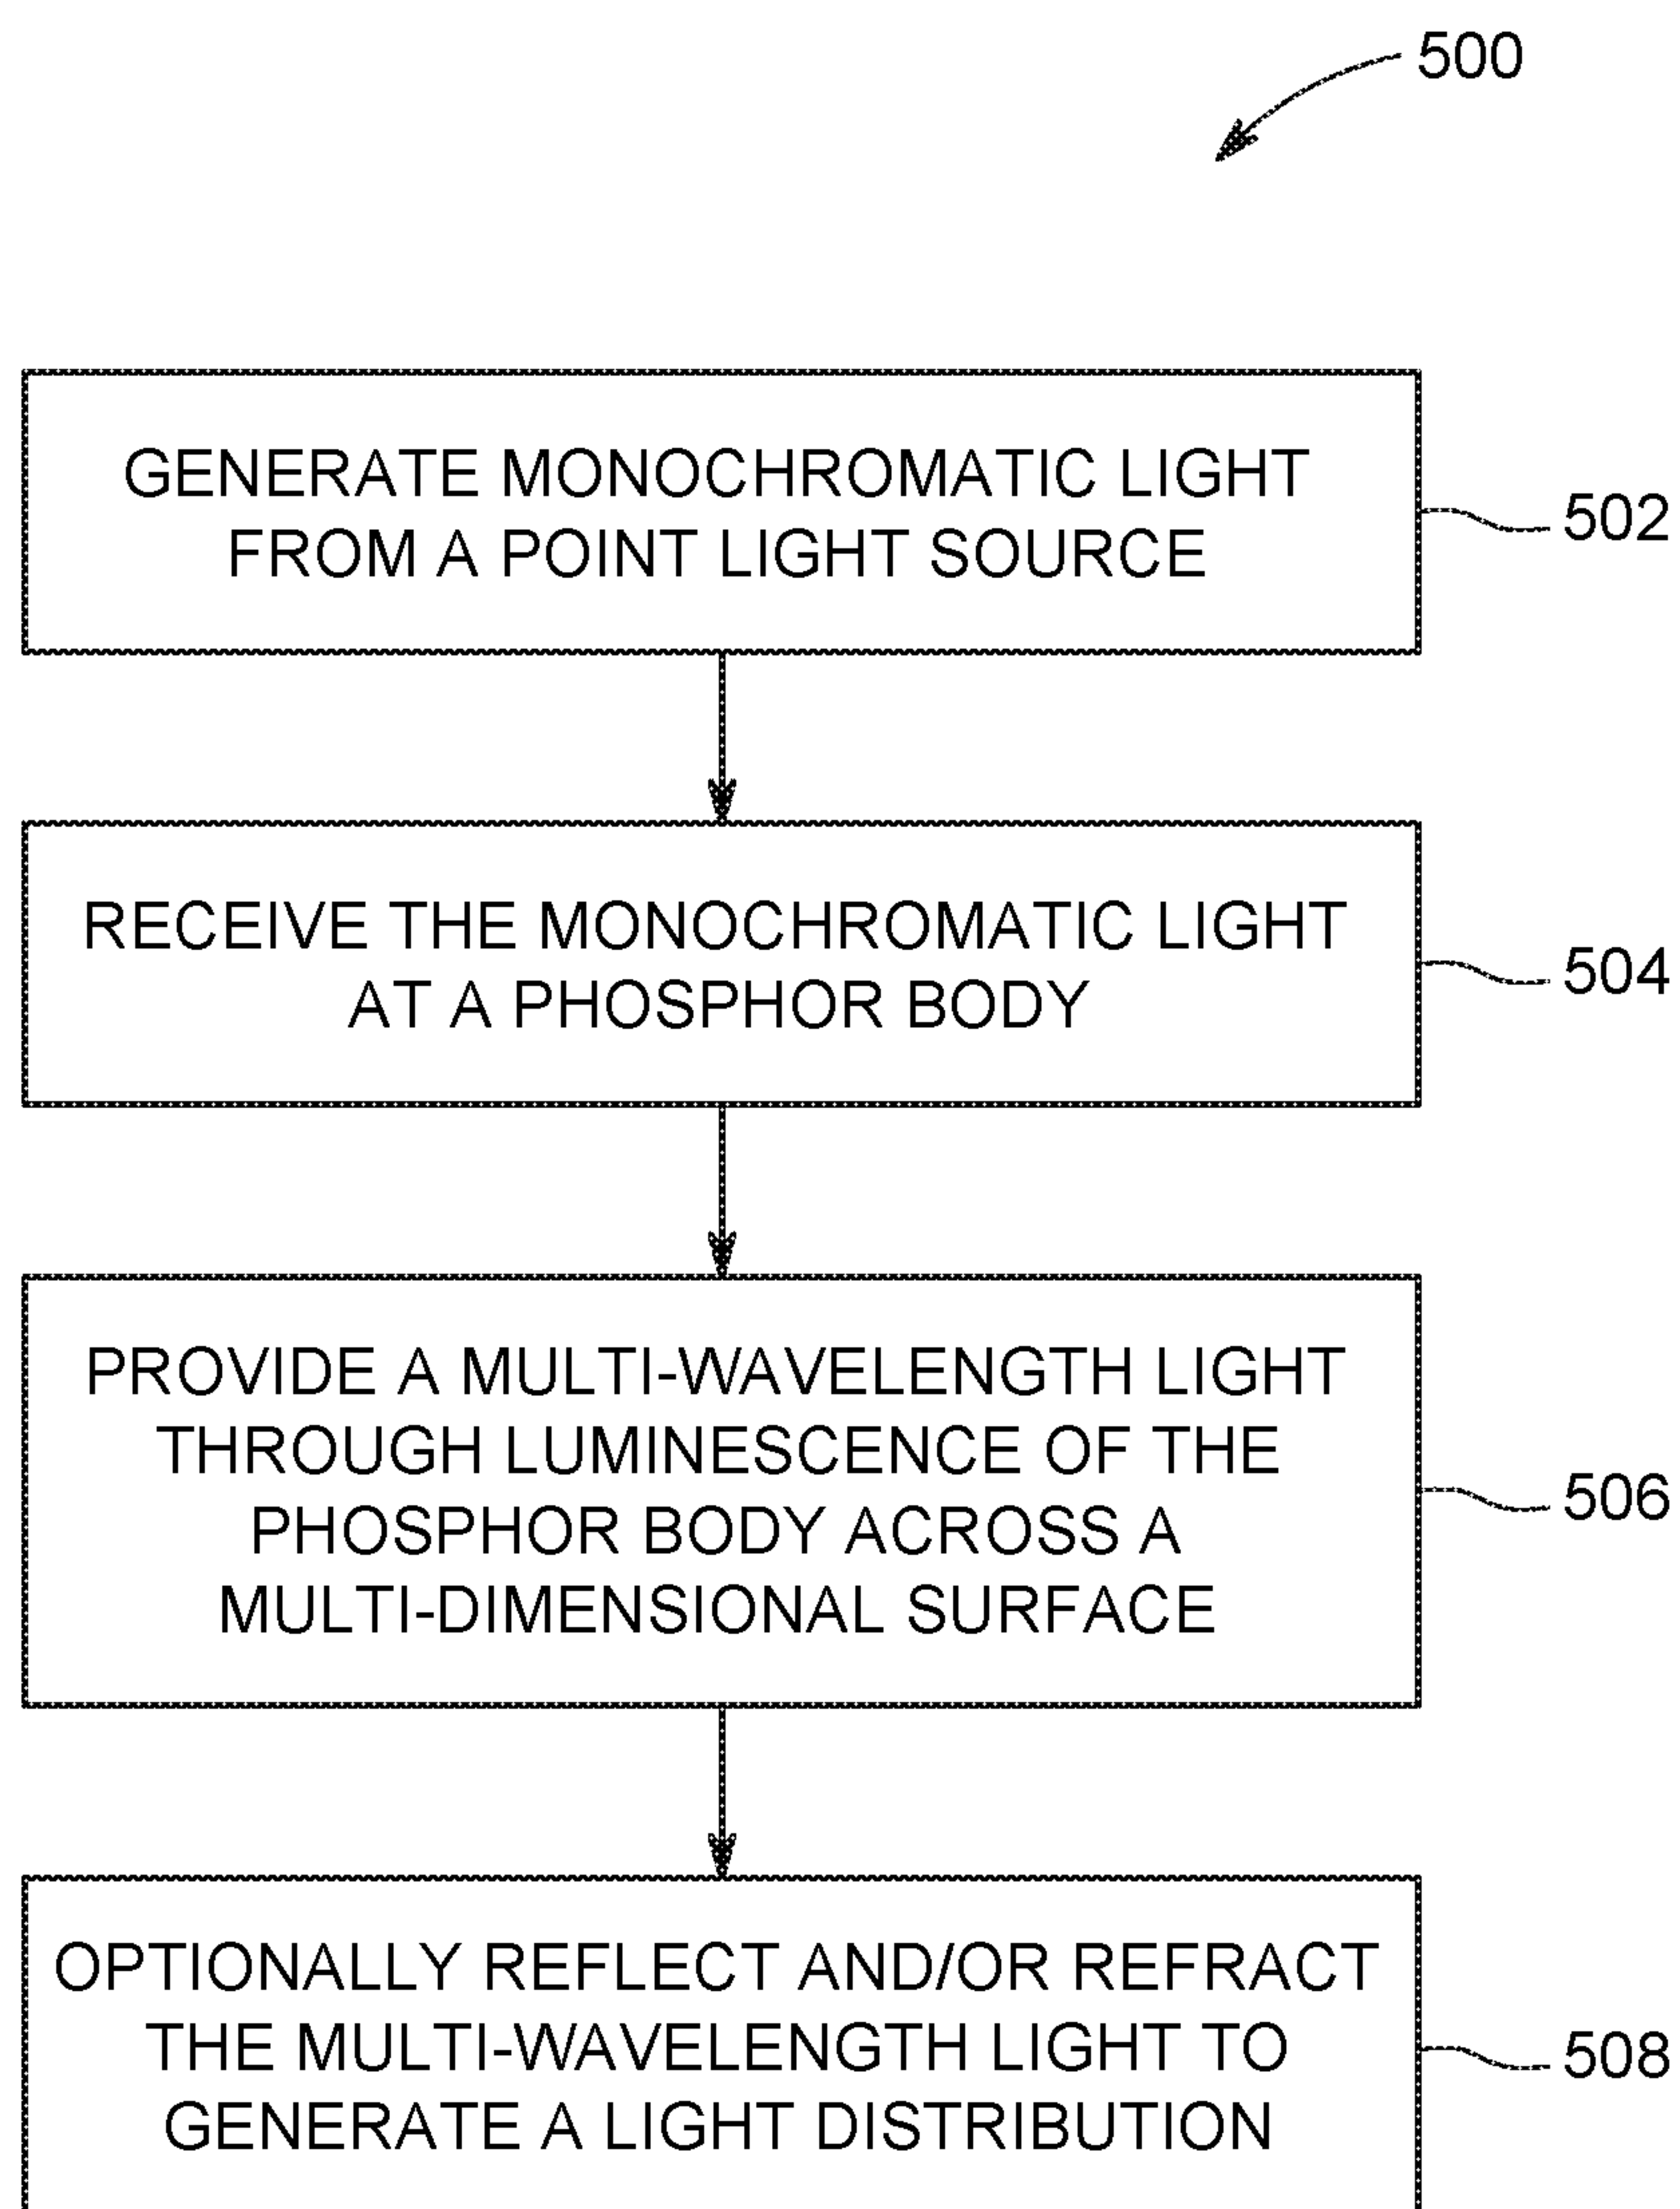 500
GENERATE MONOCHROMATIC LIGHT
FROM A POINT LIGHT SOURCE
502
RECEIVE THE MONOCHROMATIC LIGHT
AT A PHOSPHOR BODY
504
PROVIDE A MULTI-WAVELENGTH LIGHT
THROUGH LUMINESCENCE OF THE
PHOSPHOR BODY ACROSS A
MULTI-DIMENSIONAL SURFACE
506
OPTIONALLY REFLECT AND/OR REFRACT
THE MULTI-WAVELENGTH LIGHT TO
GENERATE A LIGHT DISTRIBUTION
508